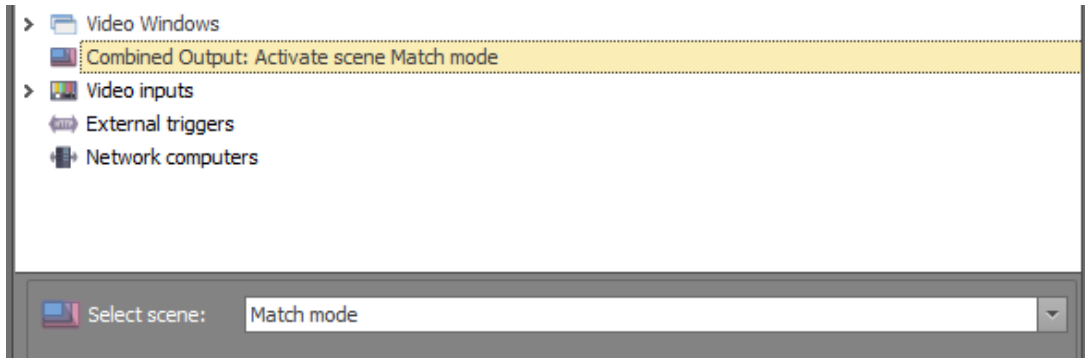 Video Windows
Combined Output: Activate scene Match mode
Video inputs
External triggers
Network computers
Select scene: Match mode